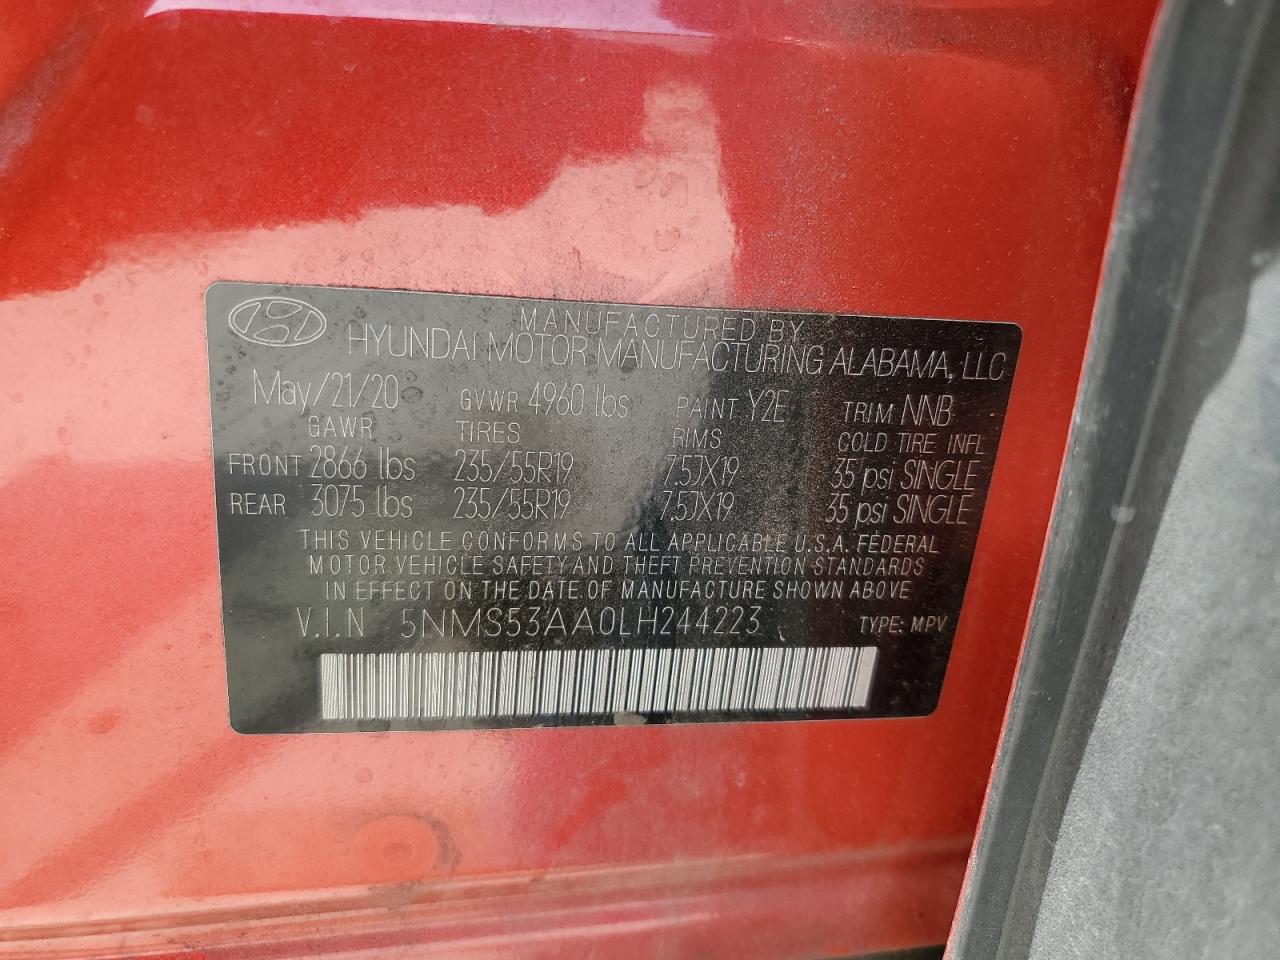 MANUFACTURED BY
HYUNDAI MOTOR MANUFACTURING ALABAMA, LLC
May/21/20 GVWR 4960 lbs PAINT Y2E TRIM NNB
GAWR TIRES RIMS COLD TIRE INFL
FRONT 2866 lbs 235/55R19 7.5JX19 35 psi SINGLE
REAR 3075 lbs 235/55R19 7.5JX19 35 psi SINGLE
THIS VEHICLE CONFORMS TO ALL APPLICABLE U.S.A. FEDERAL
MOTOR VEHICLE SAFETY AND THEFT PREVENTION STANDARDS
IN EFFECT ON THE DATE OF MANUFACTURE SHOWN ABOVE
V.I.N 5NMS53AA0LH244223 TYPE: MPV